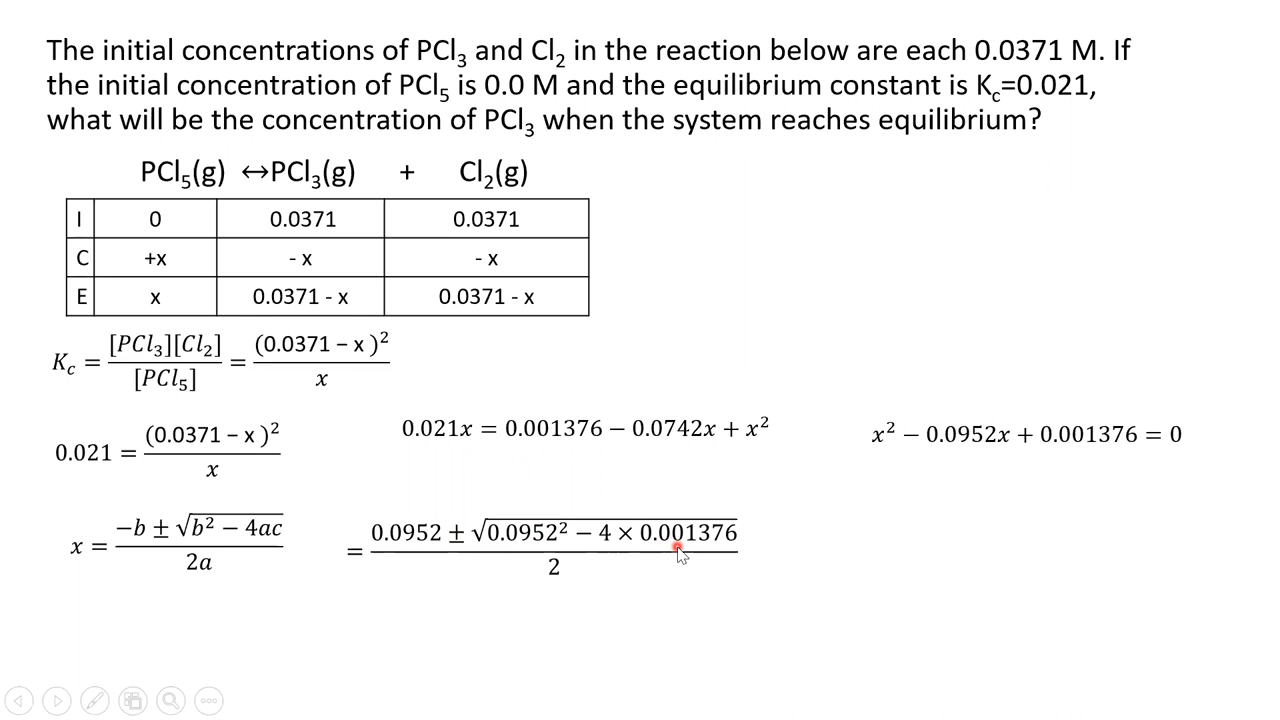 The initial concentrations of PCl₃ and Cl₂ in the reaction below are each 0.0371 M. If
the initial concentration of PCl₅ is 0.0 M and the equilibrium constant is K꜀=0.021,
what will be the concentration of PCl₃ when the system reaches equilibrium?
PCl₅(g) ↔PCl₃(g) + Cl₂(g)
I 0 0.0371 0.0371
C +x - x - x
E x 0.0371 - x 0.0371 - x
K꜀ = [PCl₃][Cl₂] / [PCl₅] = (0.0371 − x )² / x
0.021 = (0.0371 − x )² / x
0.021x = 0.001376 − 0.0742x + x²
x² − 0.0952x + 0.001376 = 0
x = −b ± √(b² − 4ac) / 2a
= 0.0952 ± √(0.0952² − 4 × 0.001376) / 2